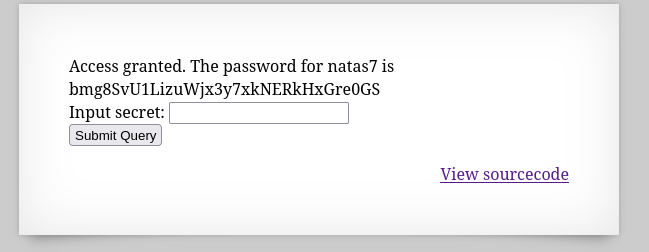 Access granted. The password for natas7 is
bmg8SvU1LizuWjx3y7xkNERkHxGre0GS
Input secret:
Submit Query
View sourcecode